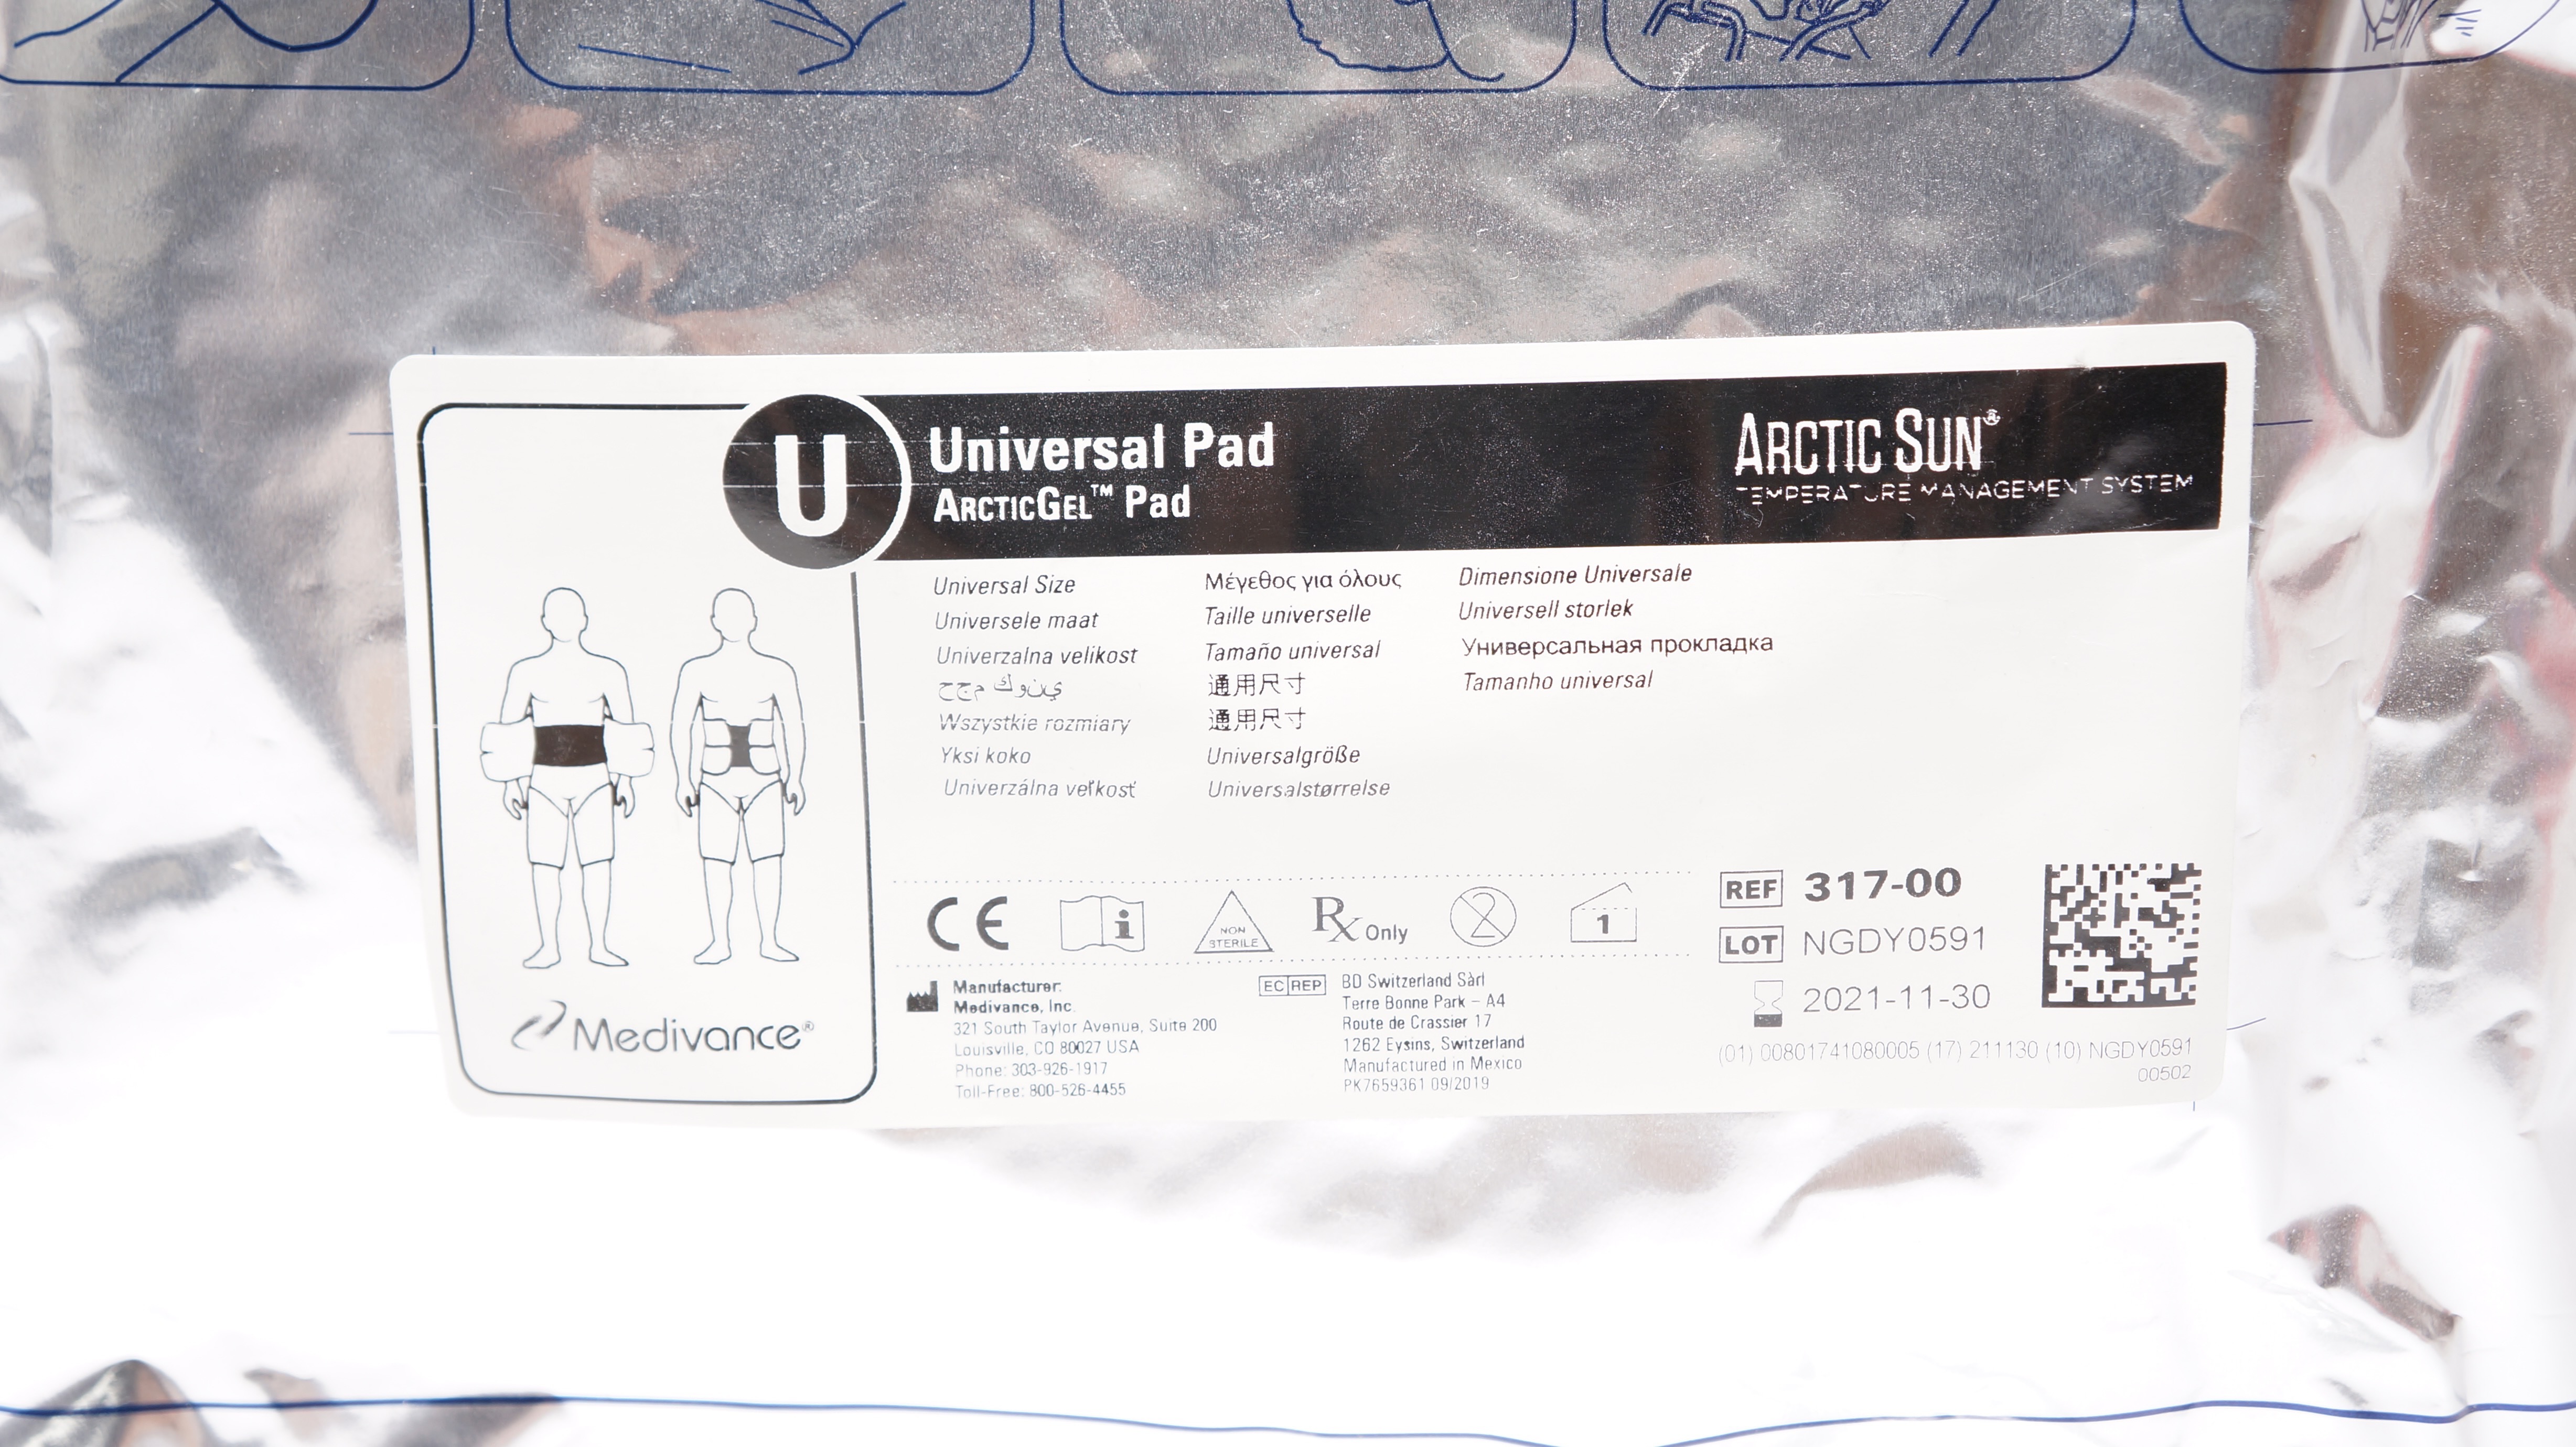 U
Universal Pad
ARCTICGEL™ Pad
ARCTIC SUN®
TEMPERATURE MANAGEMENT SYSTEM
Universal Size
Universele maat
Univerzalna velikost
حجم كوني
Wszystkie rozmiary
Yksi koko
Univerzálna veľkosť
Μέγεθος για όλους
Taille universelle
Tamaño universal
通用尺寸
通用尺寸
Universalgröße
Universalstørrelse
Dimensione Universale
Universell storlek
Универсальная прокладка
Tamanho universal
Medivance®
CE
i
NON
STERILE
Rx Only
2
1
Manufacturer:
Medivance, Inc.
321 South Taylor Avenue, Suite 200
Louisville, CO 80027 USA
Phone: 303-926-1917
Toll-Free: 800-526-4455
EC REP
BD Switzerland Sàrl
Terre Bonne Park – A4
Route de Crassier 17
1262 Eysins, Switzerland
Manufactured in Mexico
PK7659361 09/2019
REF 317-00
LOT NGDY0591
2021-11-30
(01) 00801741080005 (17) 211130 (10) NGDY0591
00502